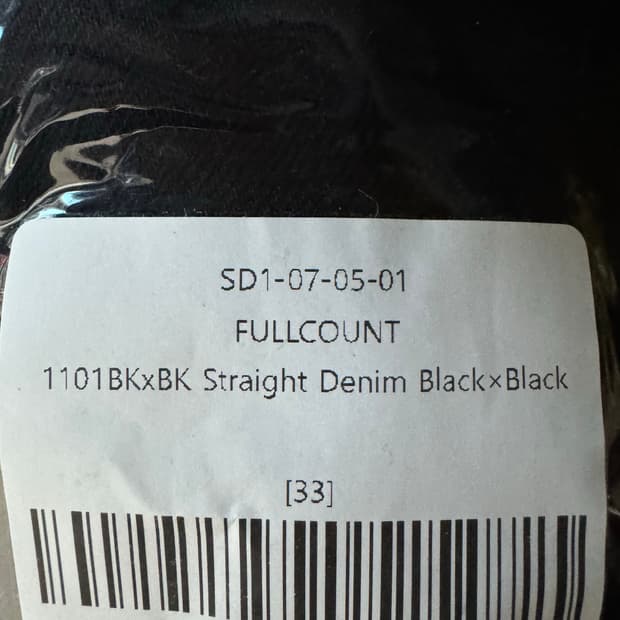 SD1-07-05-01
FULLCOUNT
1101BKxBK Straight Denim Black×Black
[33]